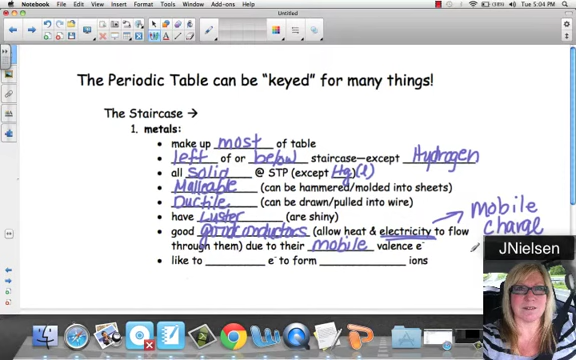 Notebook File Edit View Insert Format Tools Add-ons Window Help
Tue 5:04 PM
Untitled
The Periodic Table can be "keyed" for many things!
The Staircase →
1. metals:
• make up most of table
• left of or below staircase—except Hydrogen
• all solid @ STP (except Hg (l)
• Malleable (can be hammered/molded into sheets)
• Ductile (can be drawn/pulled into wire)
• have Luster (are shiny)
mobile
charge
• good conductors (allow heat & electricity to flow
through them) due to their mobile valence e⁻
• like to ________ e⁻ to form ____________ ions
JNielsen